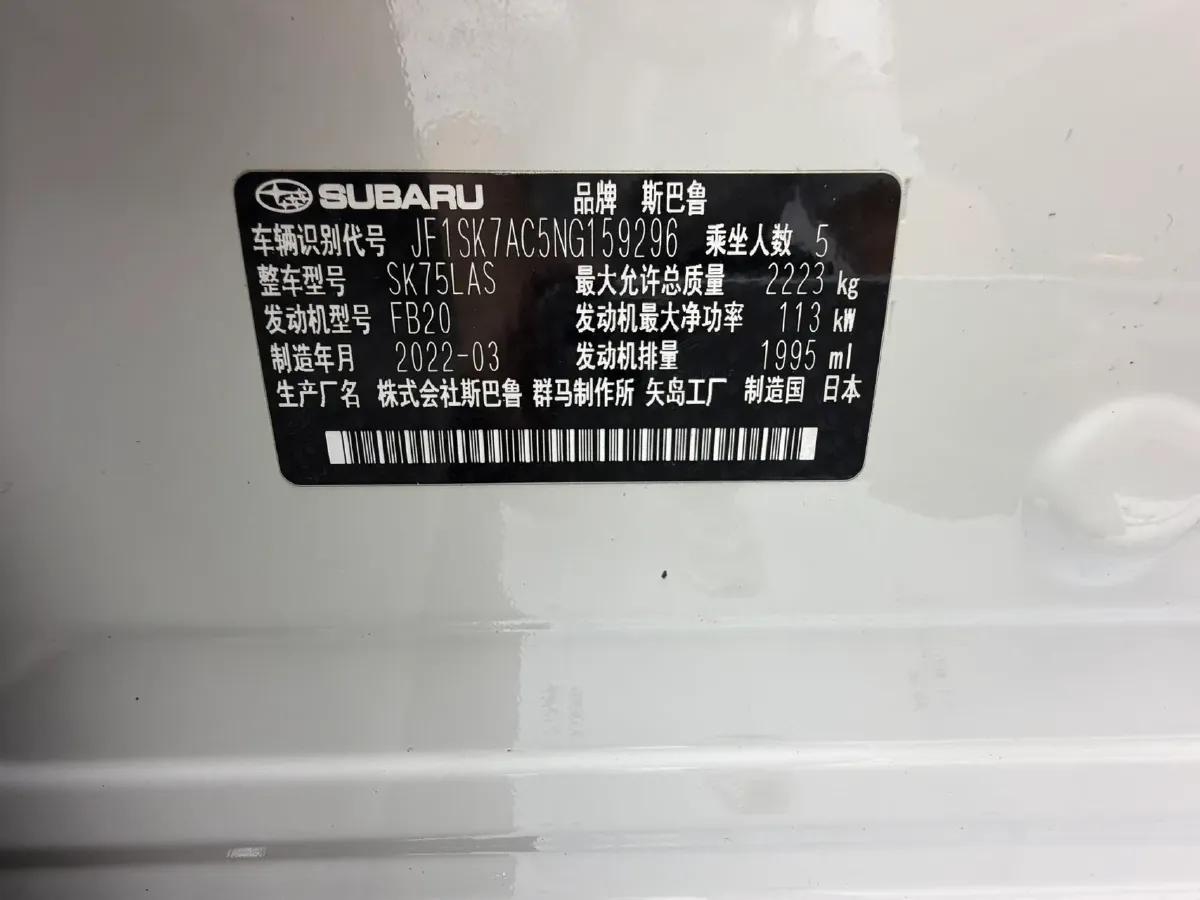 SUBARU 品牌 斯巴鲁
车辆识别代号 JF1SK7AC5NG159296 乘坐人数 5
整车型号 SK75LAS 最大允许总质量 2223 kg
发动机型号 FB20 发动机最大净功率 113 kW
制造年月 2022-03 发动机排量 1995 ml
生产厂名 株式会社斯巴鲁 群马制作所 矢岛工厂 制造国 日本